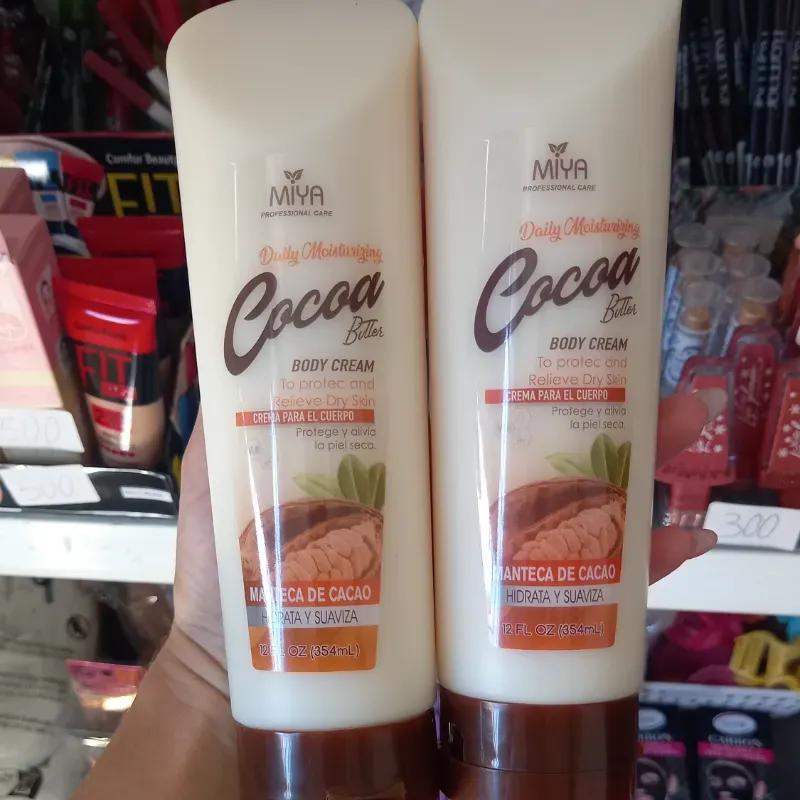 MIYA
PROFESSIONAL CARE
Daily Moisturizing
Cocoa
Butter
BODY CREAM
To protec and
Relieve Dry Skin
CREMA PARA EL CUERPO
Protege y alivia
la piel seca.
MANTECA DE CACAO
HIDRATA Y SUAVIZA
12 FL OZ (354mL)
MIYA
PROFESSIONAL CARE
Daily Moisturizing
Cocoa
Butter
BODY CREAM
To protec and
Relieve Dry Skin
CREMA PARA EL CUERPO
Protege y alivia
la piel seca.
MANTECA DE CACAO
HIDRATA Y SUAVIZA
12 FL OZ (354mL)
FIT
FIT
500
500
300